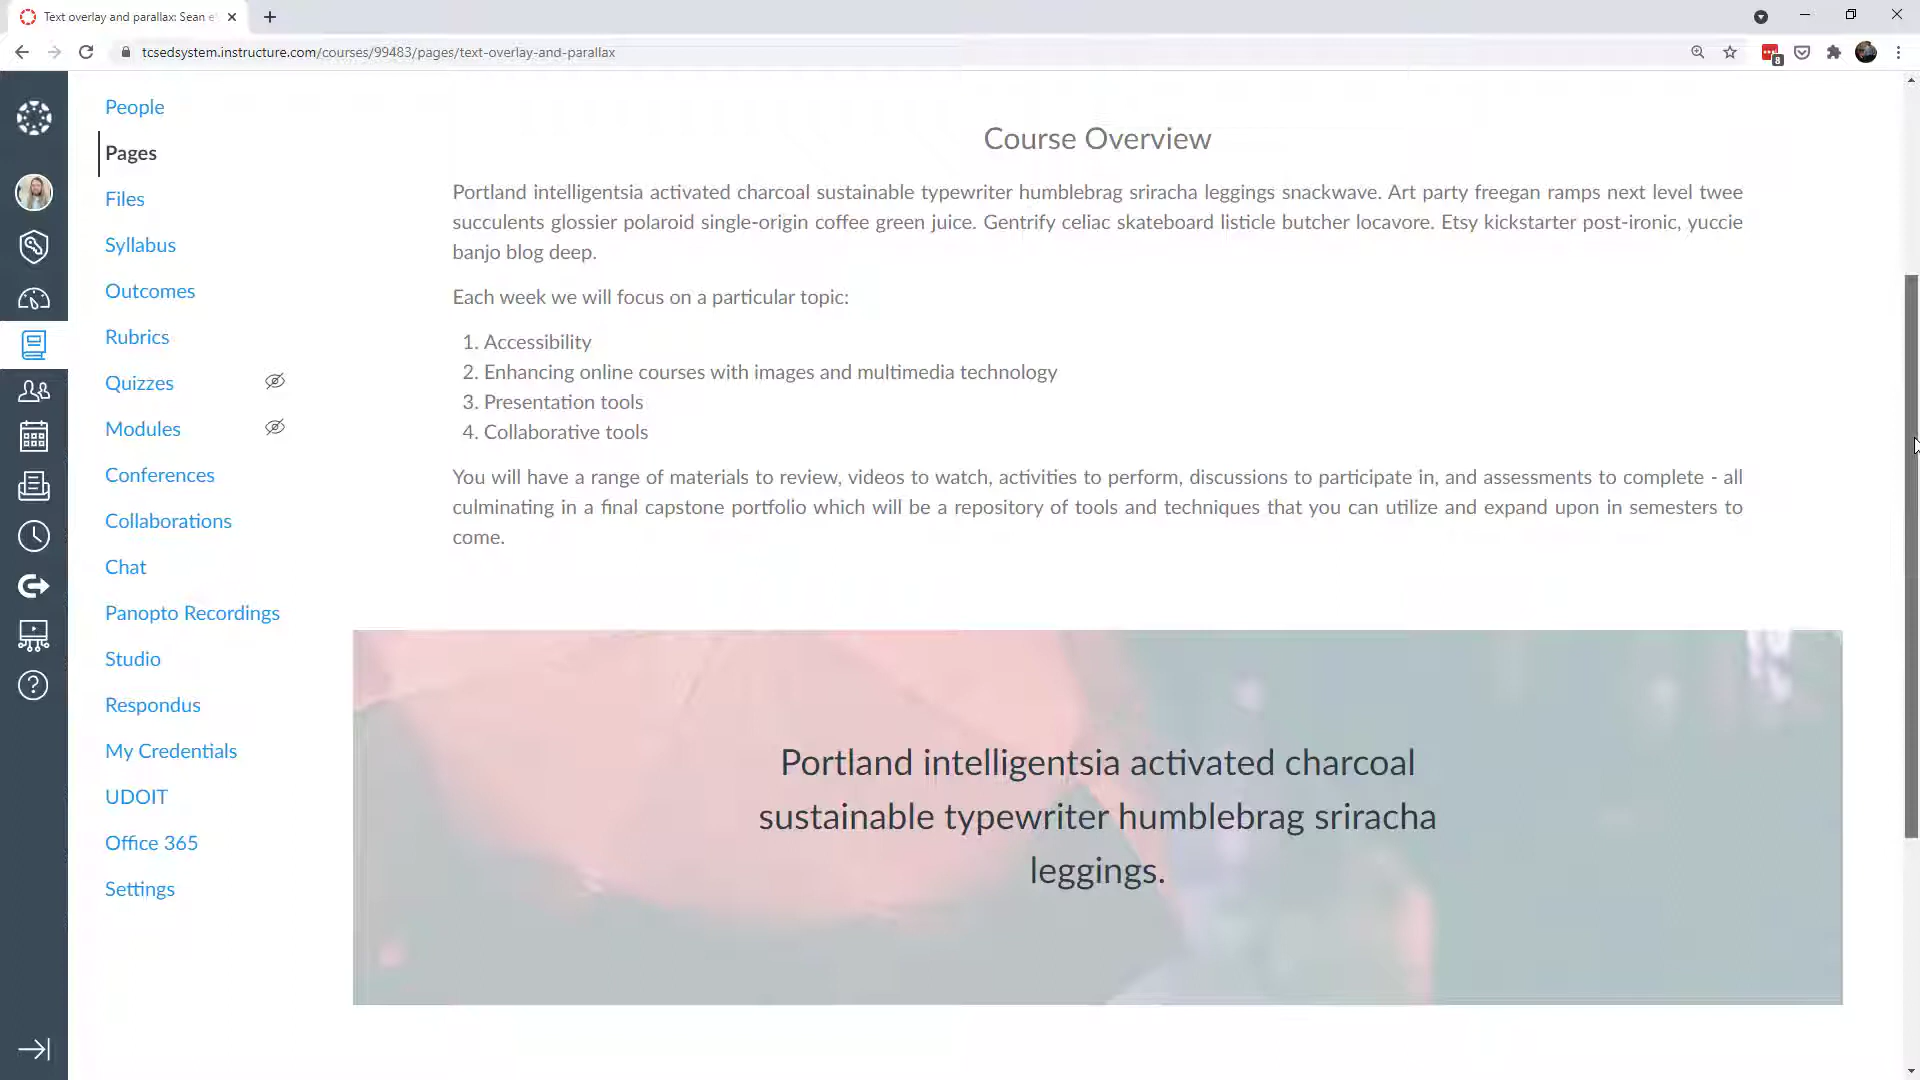 Text overlay and parallax: Sean e
tcsedsystem.instructure.com/courses/99483/pages/text-overlay-and-parallax
8
People
Pages
Files
Syllabus
Outcomes
Rubrics
Quizzes
Modules
Conferences
Collaborations
Chat
Panopto Recordings
Studio
Respondus
My Credentials
UDOIT
Office 365
Settings
Course Overview
Portland intelligentsia activated charcoal sustainable typewriter humblebrag sriracha leggings snackwave. Art party freegan ramps next level twee
succulents glossier polaroid single-origin coffee green juice. Gentrify celiac skateboard listicle butcher locavore. Etsy kickstarter post-ironic, yuccie
banjo blog deep.
Each week we will focus on a particular topic:
1. Accessibility
2. Enhancing online courses with images and multimedia technology
3. Presentation tools
4. Collaborative tools
You will have a range of materials to review, videos to watch, activities to perform, discussions to participate in, and assessments to complete - all
culminating in a final capstone portfolio which will be a repository of tools and techniques that you can utilize and expand upon in semesters to
come.
Portland intelligentsia activated charcoal
sustainable typewriter humblebrag sriracha
leggings.